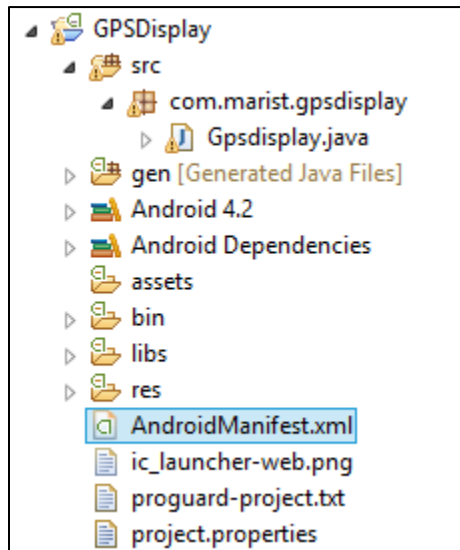 GPSDisplay
src
com.marist.gpsdisplay
Gpsdisplay.java
gen [Generated Java Files]
Android 4.2
Android Dependencies
assets
bin
libs
res
AndroidManifest.xml
ic_launcher-web.png
proguard-project.txt
project.properties